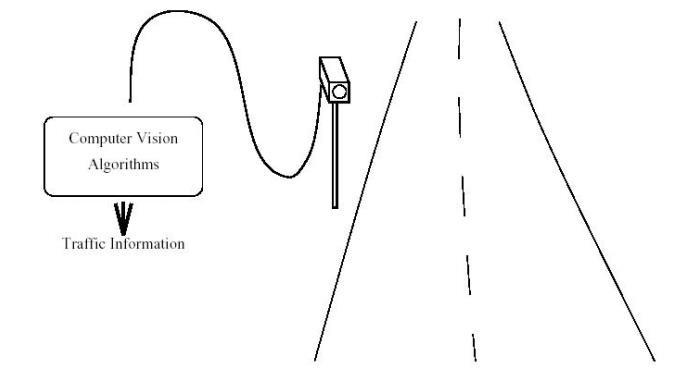 Computer Vision
Algorithms
Traffic Information